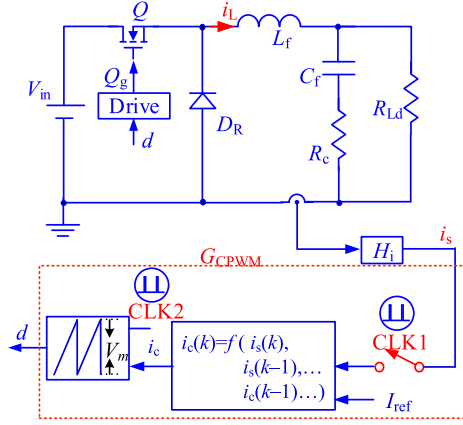 Q
i_L
L_f
C_f
Q_g
V_in
Drive
D_R
R_Ld
d
R_c
i_s
H_i
G_CPWM
CLK2
CLK1
d
V_m
i_c
i_c(k)=f( i_s(k),
i_s(k−1),…
i_c(k−1)…)
I_ref